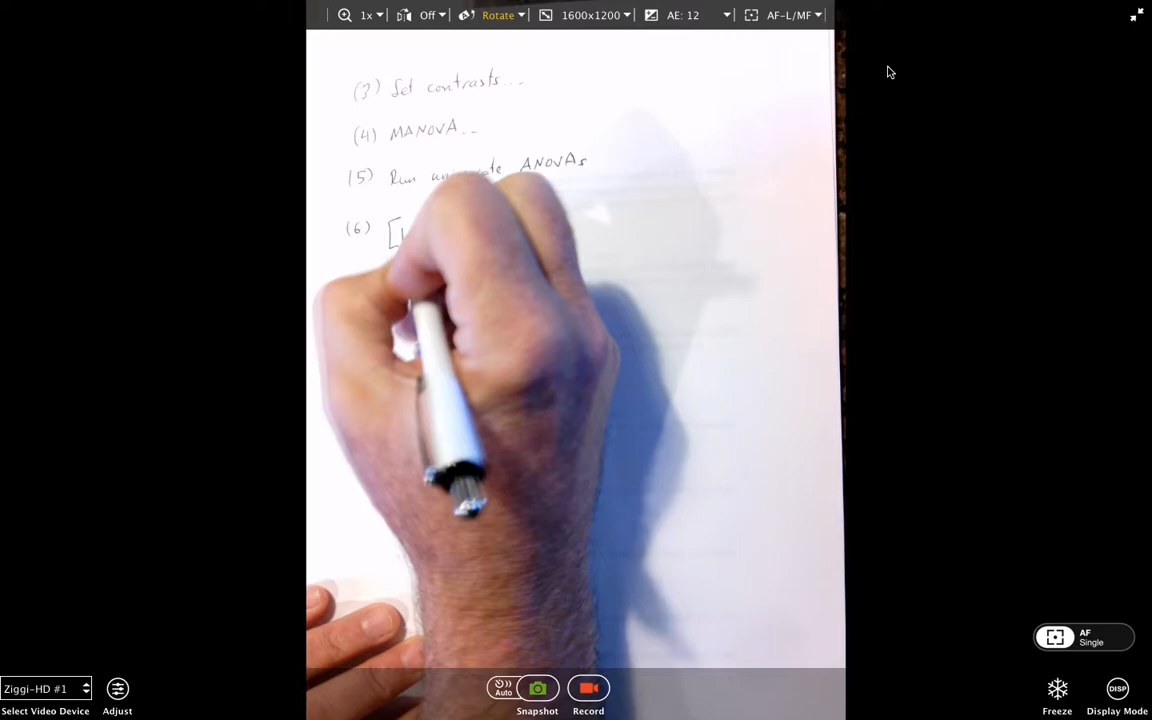 1x Off Rotate 1600x1200 AE: 12 AF-L/MF
(3) Set contrasts...
(4) MANOVA...
(5) Run ANOVAs
(6) [
AF
Single
Ziggi-HD #1
Auto
Select Video Device Adjust Snapshot Record Freeze Display Mode
DISP